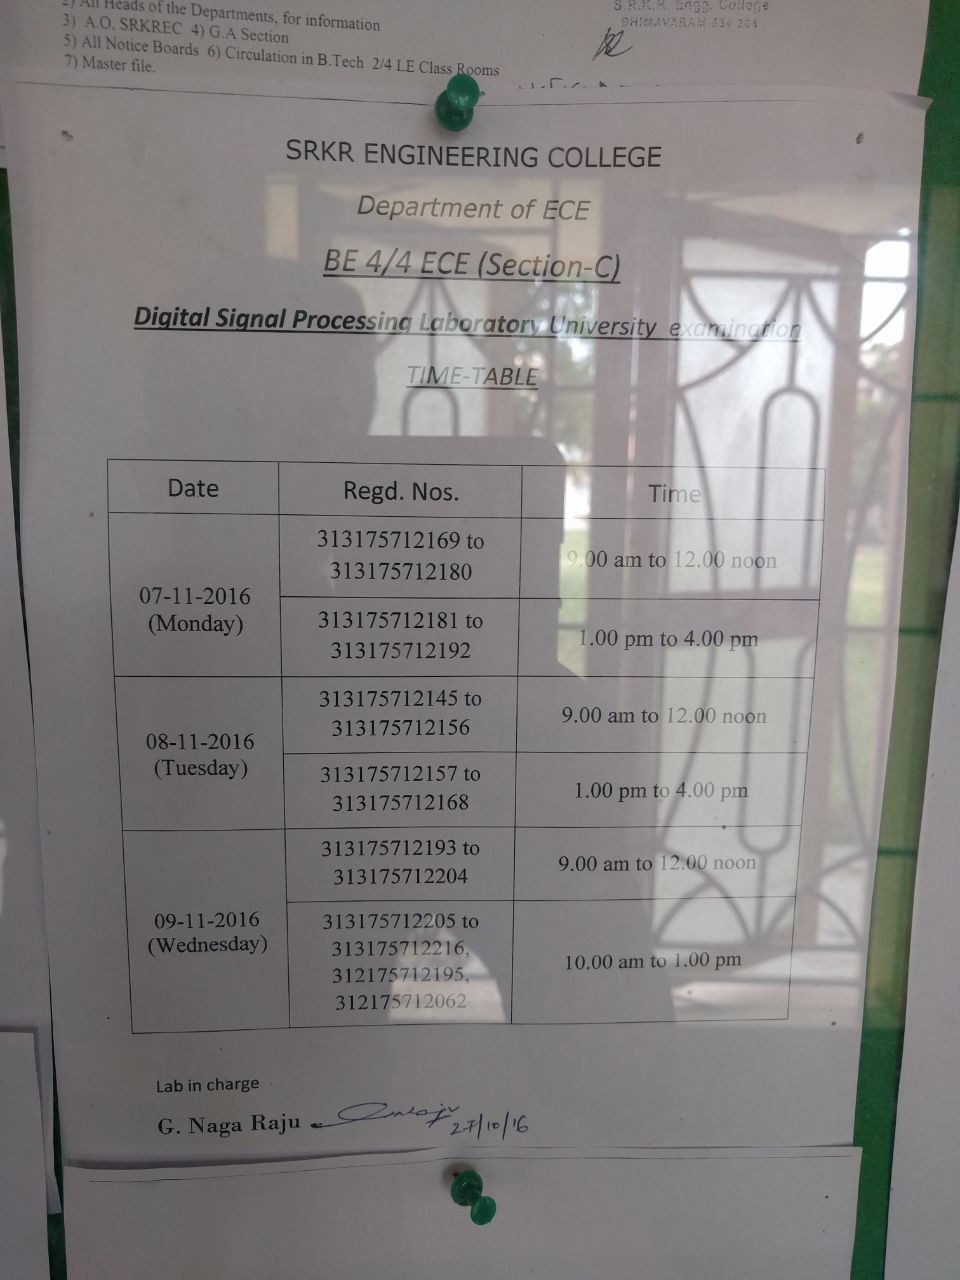 2) All Heads of the Departments, for information
3) A.O. SRKREC 4) G.A Section
5) All Notice Boards 6) Circulation in B.Tech 2/4 LE Class Rooms
7) Master file.
S.R.K.R. Engg. College
BHIMAVARAM-534 204
SRKR ENGINEERING COLLEGE
Department of ECE
BE 4/4 ECE (Section-C)
Digital Signal Processing Laboratory University examination
TIME-TABLE
Date Regd. Nos. Time
07-11-2016 (Monday)
313175712169 to
313175712180
9.00 am to 12.00 noon
313175712181 to
313175712192
1.00 pm to 4.00 pm
08-11-2016
(Tuesday)
313175712145 to
313175712156
9.00 am to 12.00 noon
313175712157 to
313175712168
1.00 pm to 4.00 pm
09-11-2016
(Wednesday)
313175712193 to
313175712204
9.00 am to 12.00 noon
313175712205 to
313175712216,
312175712195,
312175712062
10.00 am to 1.00 pm
Lab in charge
G. Naga Raju
27/10/16